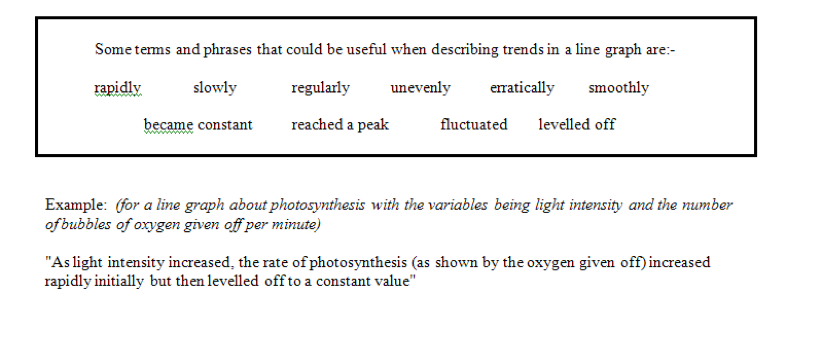 Some terms and phrases that could be useful when describing trends in a line graph are:-
rapidly slowly regularly unevenly erratically smoothly
became constant reached a peak fluctuated levelled off
Example: (for a line graph about photosynthesis with the variables being light intensity and the number
of bubbles of oxygen given off per minute)
"As light intensity increased, the rate of photosynthesis (as shown by the oxygen given off) increased
rapidly initially but then levelled off to a constant value"